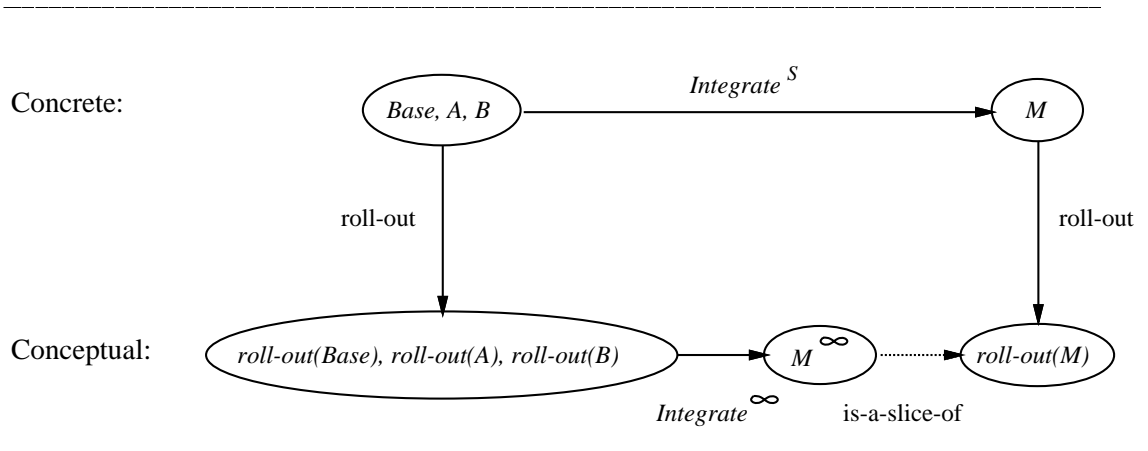 Integrate^S
Concrete: Base, A, B M
roll-out roll-out
Conceptual: roll-out(Base), roll-out(A), roll-out(B) M^∞ roll-out(M)
Integrate^∞ is-a-slice-of